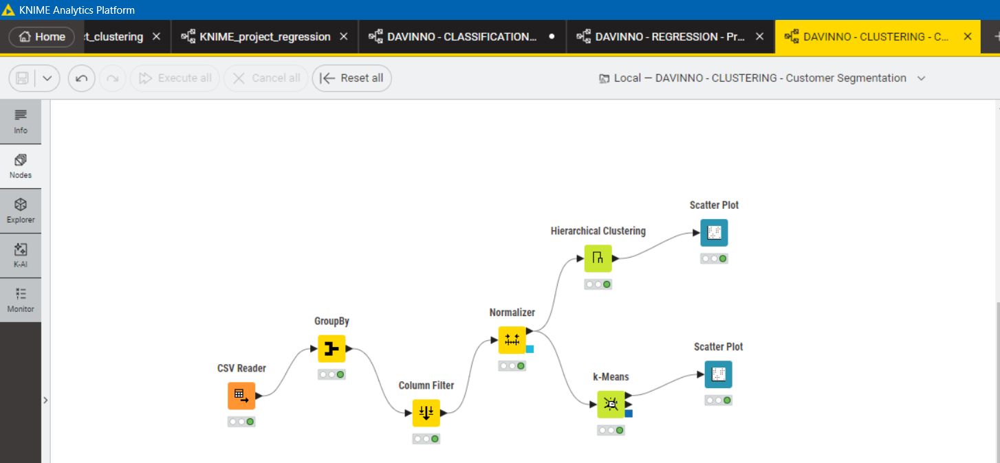 KNIME Analytics Platform
Home
t_clustering
KNIME_project_regression
DAVINNO - CLASSIFICATION...
DAVINNO - REGRESSION - Pr...
DAVINNO - CLUSTERING - C...
Execute all
Cancel all
Reset all
Local — DAVINNO - CLUSTERING - Customer Segmentation
Info
Nodes
Explorer
K-AI
Monitor
Scatter Plot
Hierarchical Clustering
Normalizer
GroupBy
Scatter Plot
CSV Reader
k-Means
Column Filter